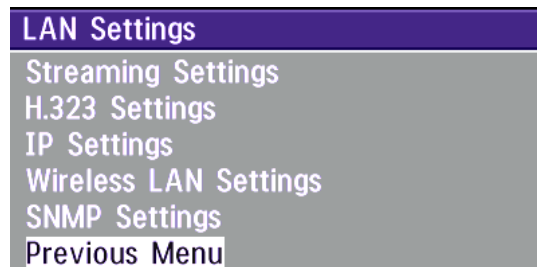 LAN Settings
Streaming Settings
H.323 Settings
IP Settings
Wireless LAN Settings
SNMP Settings
Previous Menu